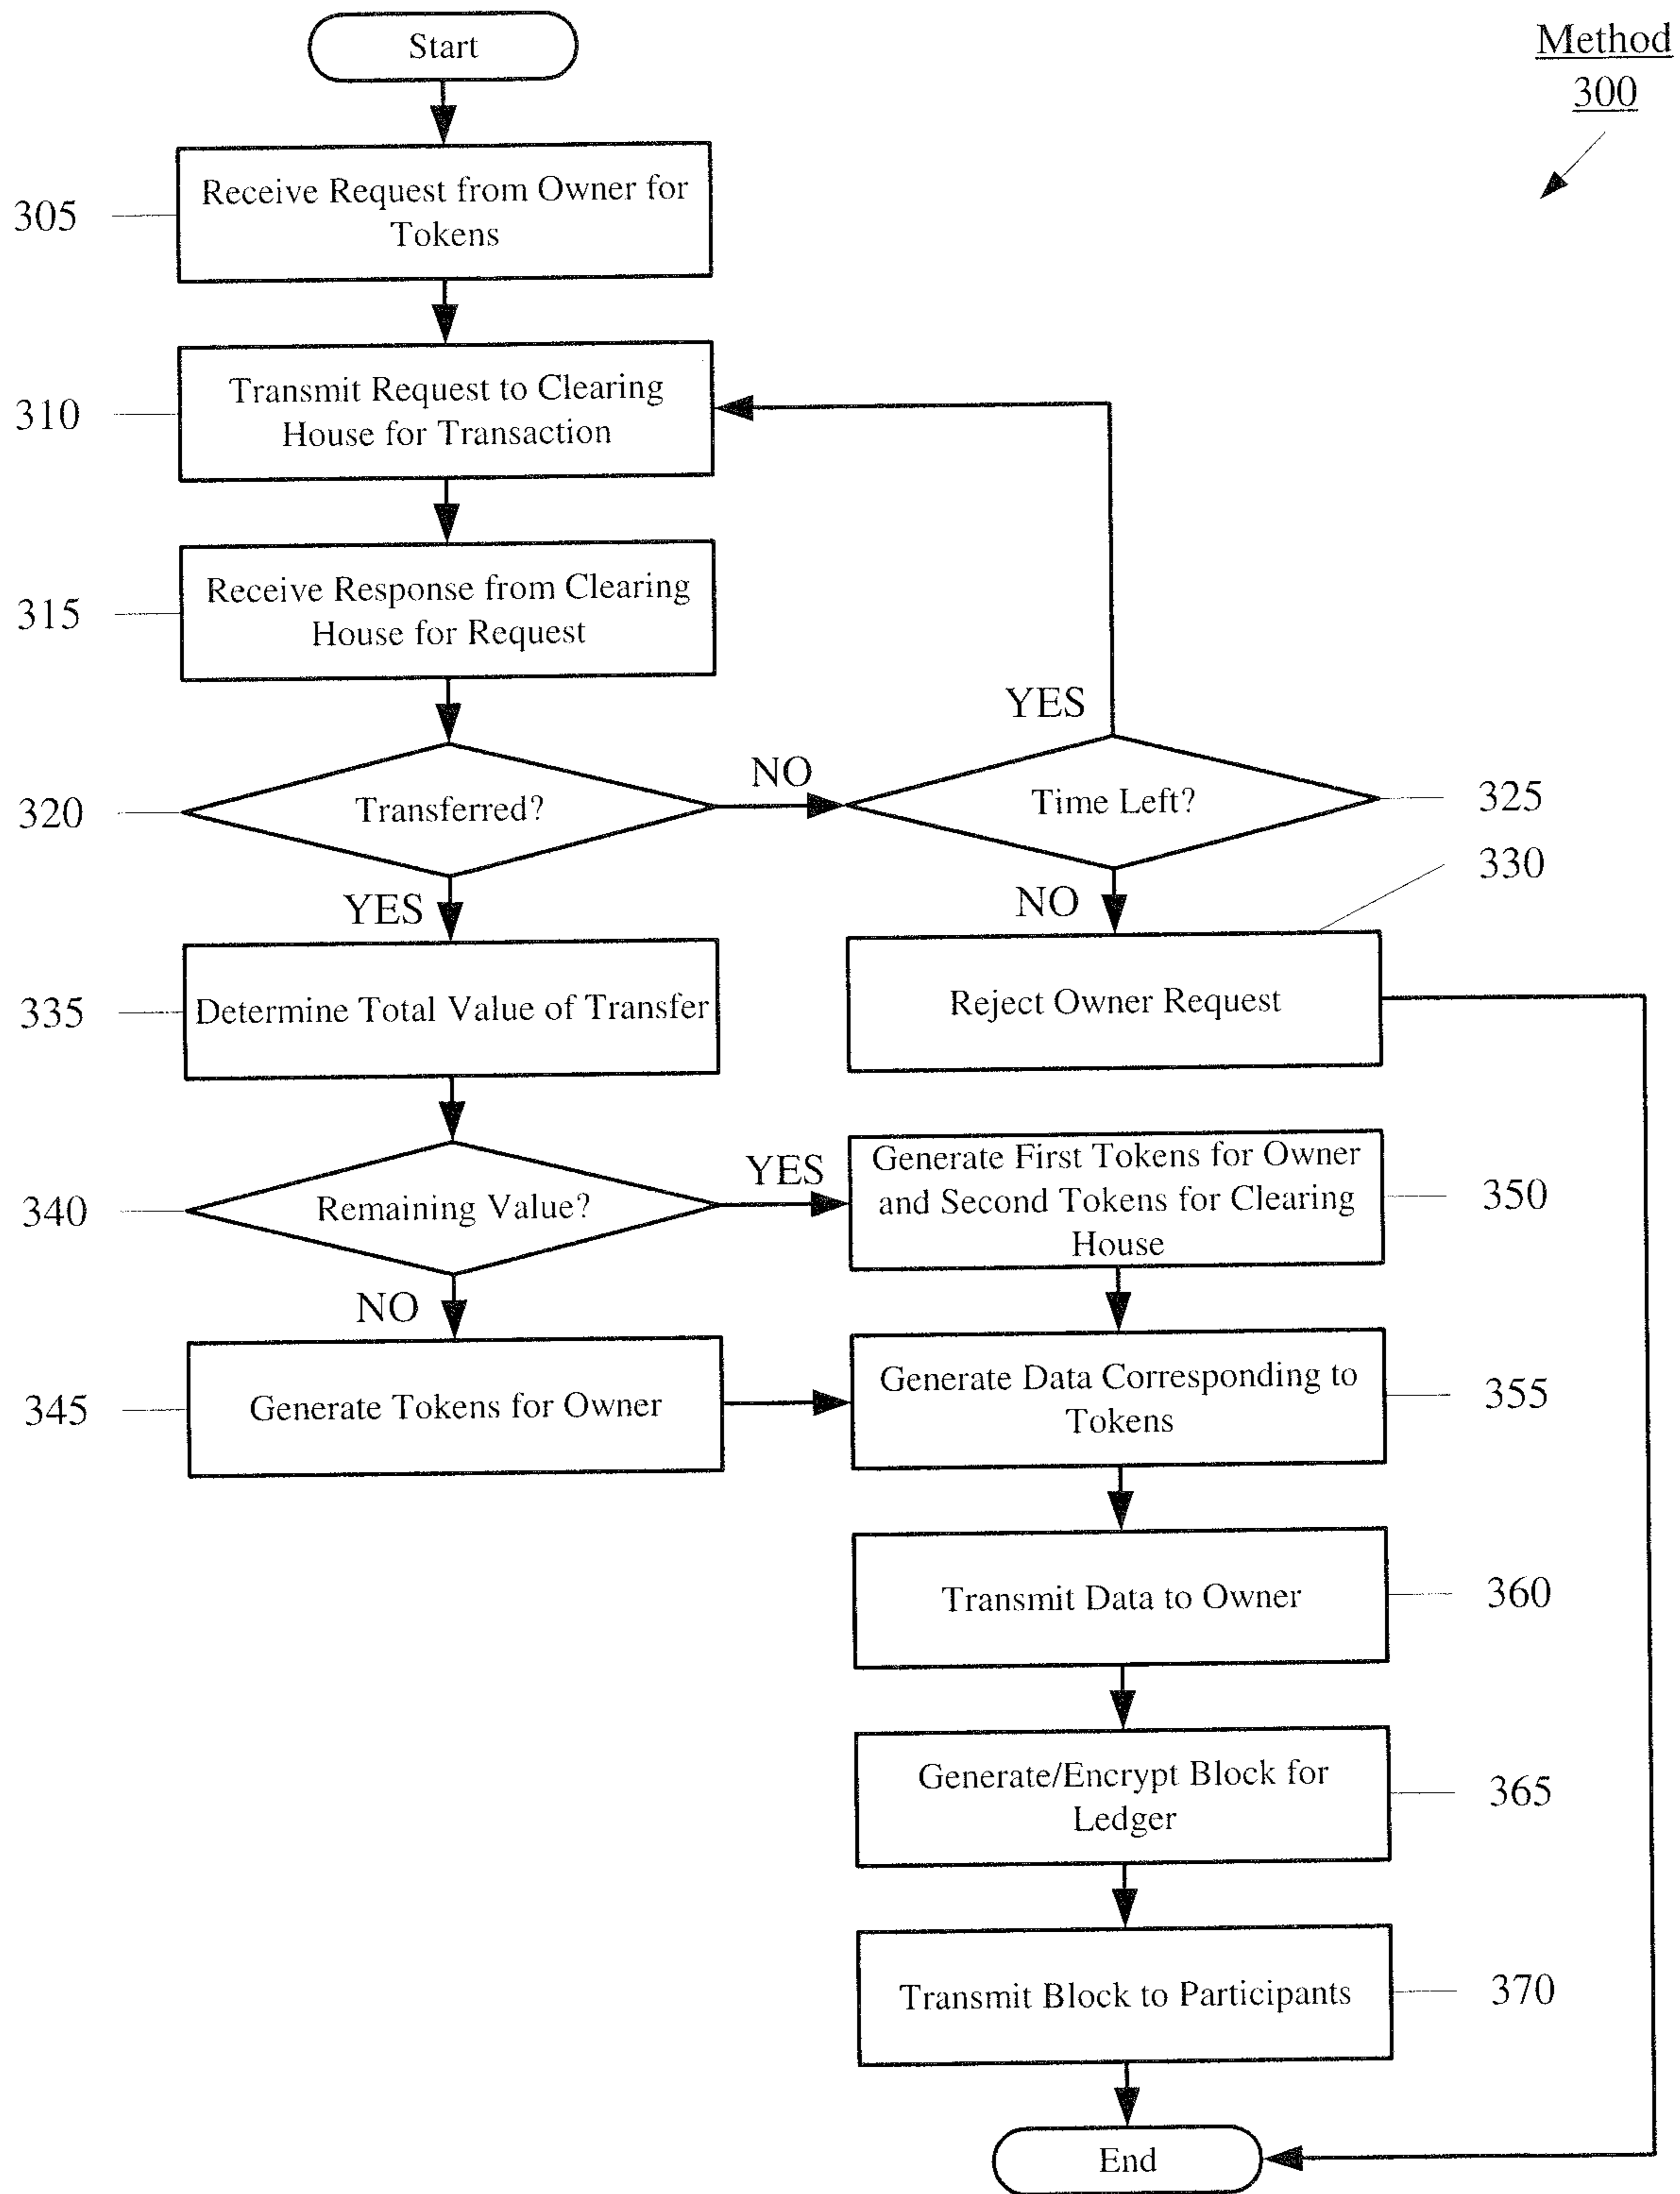 Start
Method
300
305
Receive Request from Owner for
Tokens
310
Transmit Request to Clearing
House for Transaction
315
Receive Response from Clearing
House for Request
YES
320
Transferred?
NO
Time Left?
325
330
YES
NO
335
Determine Total Value of Transfer
Reject Owner Request
340
Remaining Value?
YES
Generate First Tokens for Owner
and Second Tokens for Clearing
House
350
NO
345
Generate Tokens for Owner
Generate Data Corresponding to
Tokens
355
Transmit Data to Owner
360
Generate/Encrypt Block for
Ledger
365
Transmit Block to Participants
370
End